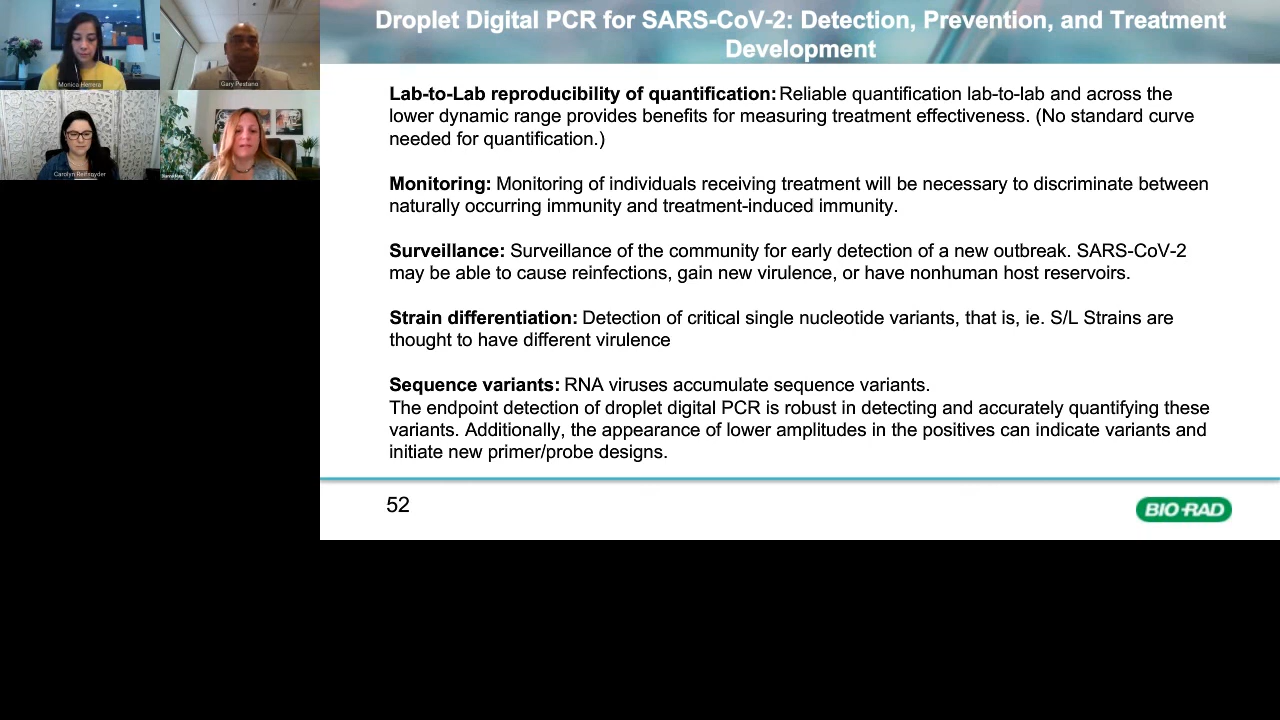 Droplet Digital PCR for SARS-CoV-2: Detection, Prevention, and Treatment
Development
Monica Herrera
Gary Pestano
Carolyn Reifsnyder
Lab-to-Lab reproducibility of quantification: Reliable quantification lab-to-lab and across the
lower dynamic range provides benefits for measuring treatment effectiveness. (No standard curve
needed for quantification.)
Monitoring: Monitoring of individuals receiving treatment will be necessary to discriminate between
naturally occurring immunity and treatment-induced immunity.
Surveillance: Surveillance of the community for early detection of a new outbreak. SARS-CoV-2
may be able to cause reinfections, gain new virulence, or have nonhuman host reservoirs.
Strain differentiation: Detection of critical single nucleotide variants, that is, ie. S/L Strains are
thought to have different virulence
Sequence variants: RNA viruses accumulate sequence variants.
The endpoint detection of droplet digital PCR is robust in detecting and accurately quantifying these
variants. Additionally, the appearance of lower amplitudes in the positives can indicate variants and
initiate new primer/probe designs.
52
BIO-RAD